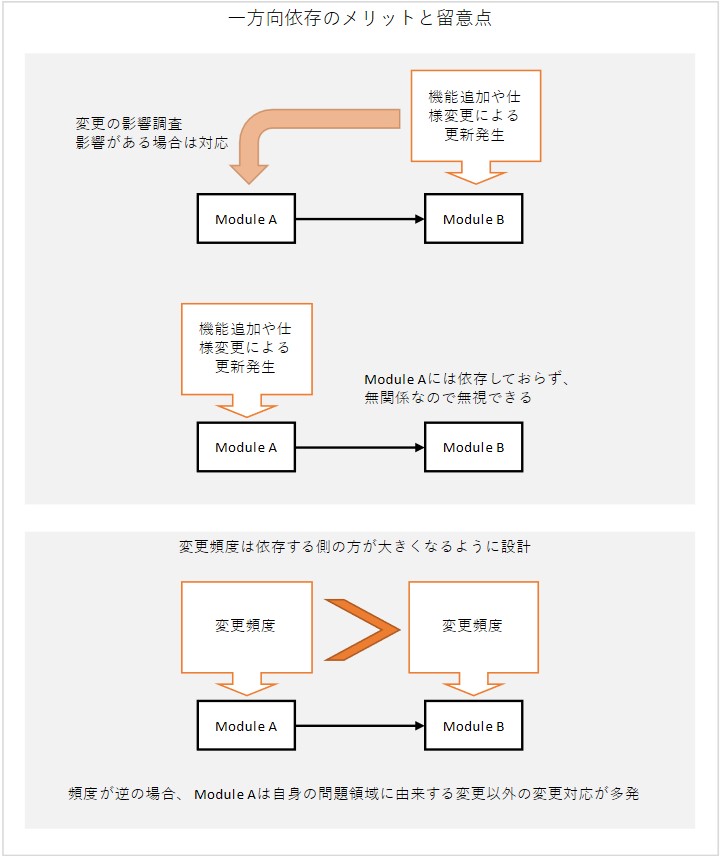 一方向依存のメリットと留意点
変更の影響調査
影響がある場合は対応
機能追加や仕
様変更による
更新発生
Module A
Module B
機能追加や仕
様変更による
更新発生
Module Aには依存しておらず、
無関係なので無視できる
Module A
Module B
変更頻度は依存する側の方が大きくなるように設計
変更頻度
変更頻度
Module A
Module B
頻度が逆の場合、Module Aは自身の問題領域に由来する変更以外の変更対応が多発